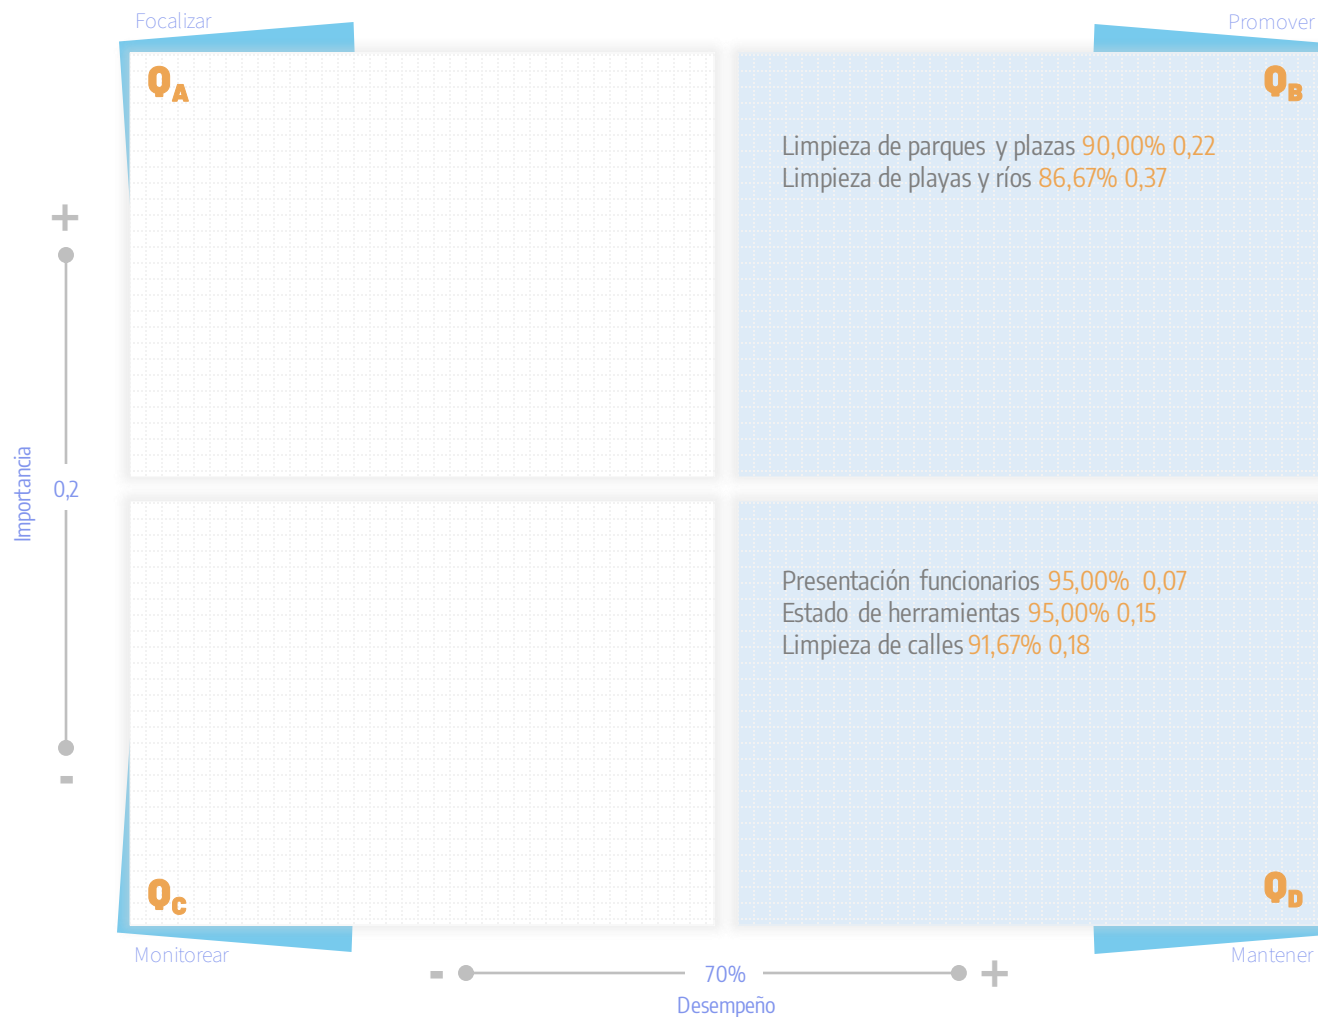 Focalizar
Promover
QA
QB
Limpieza de parques y plazas 90,00% 0,22
Limpieza de playas y ríos 86,67% 0,37
+
Importancia
0,2
-
Presentación funcionarios 95,00% 0,07
Estado de herramientas 95,00% 0,15
Limpieza de calles 91,67% 0,18
QC
QD
Monitorear
Mantener
- 70% +
Desempeño